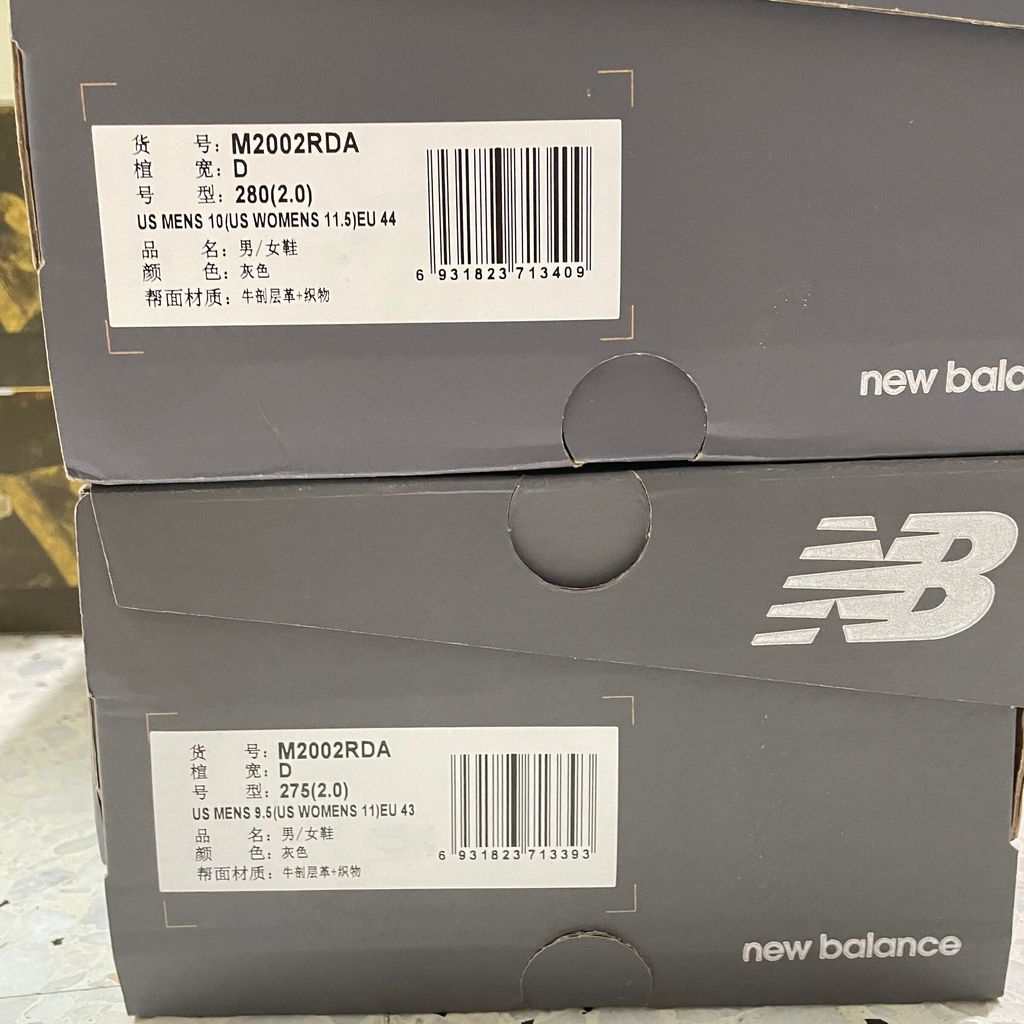 货 号: M2002RDA
楦 宽: D
号 型: 280(2.0)
US MENS 10(US WOMENS 11.5)EU 44
品 名: 男/女鞋
颜 色: 灰色
帮面材质: 牛剖层革+织物
6 931823 713409
new balan
NB
货 号: M2002RDA
楦 宽: D
号 型: 275(2.0)
US MENS 9.5(US WOMENS 11)EU 43
品 名: 男/女鞋
颜 色: 灰色
帮面材质: 牛剖层革+织物
6 931823 713393
new balance